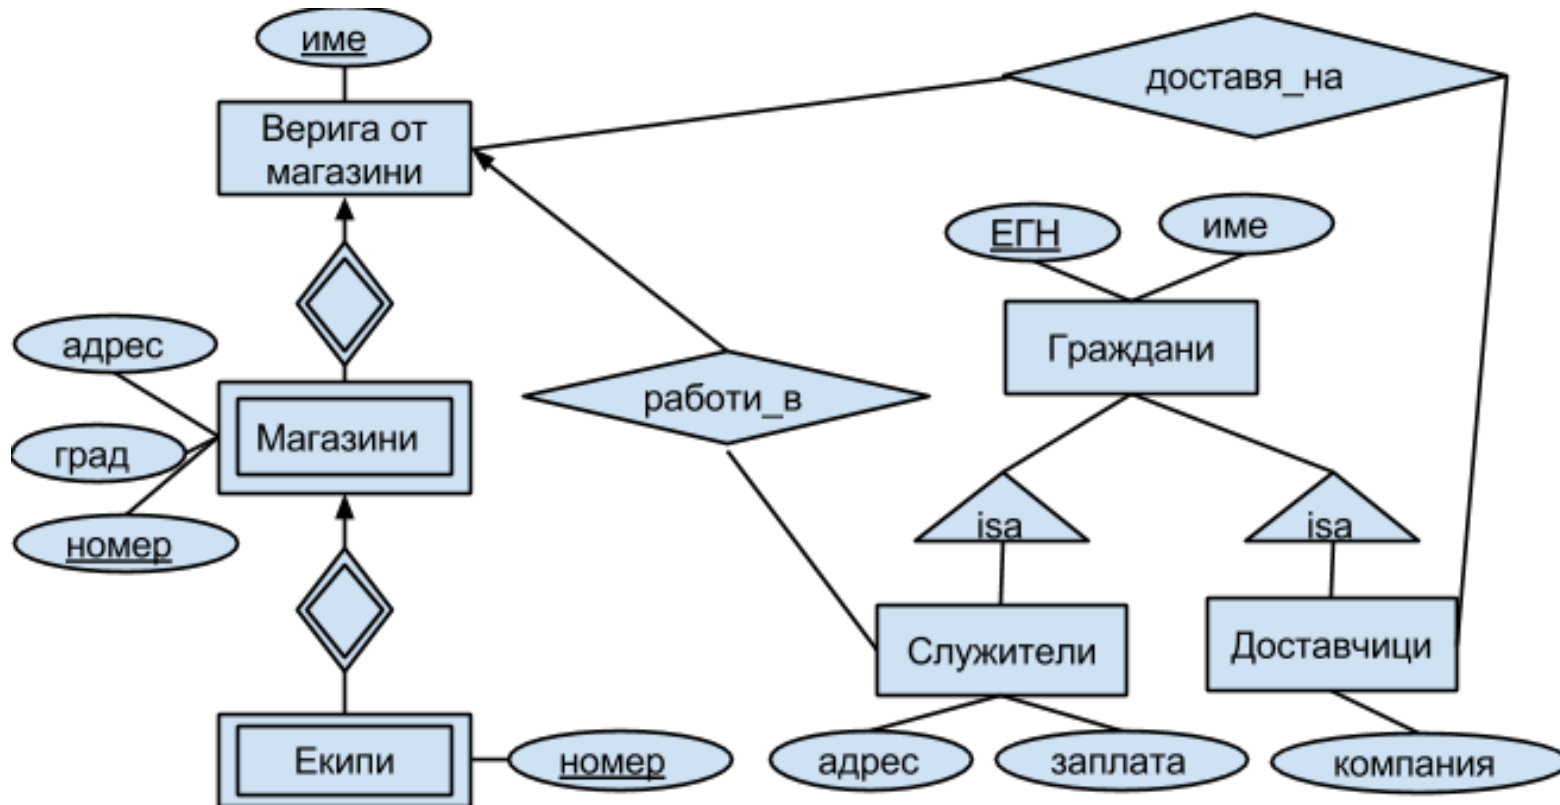 име
доставя_на
Верига от
магазини
ЕГН
име
адрес
Граждани
работи_в
Магазини
град
isa
isa
номер
Служители
Доставчици
Екипи
номер
адрес
заплата
компания